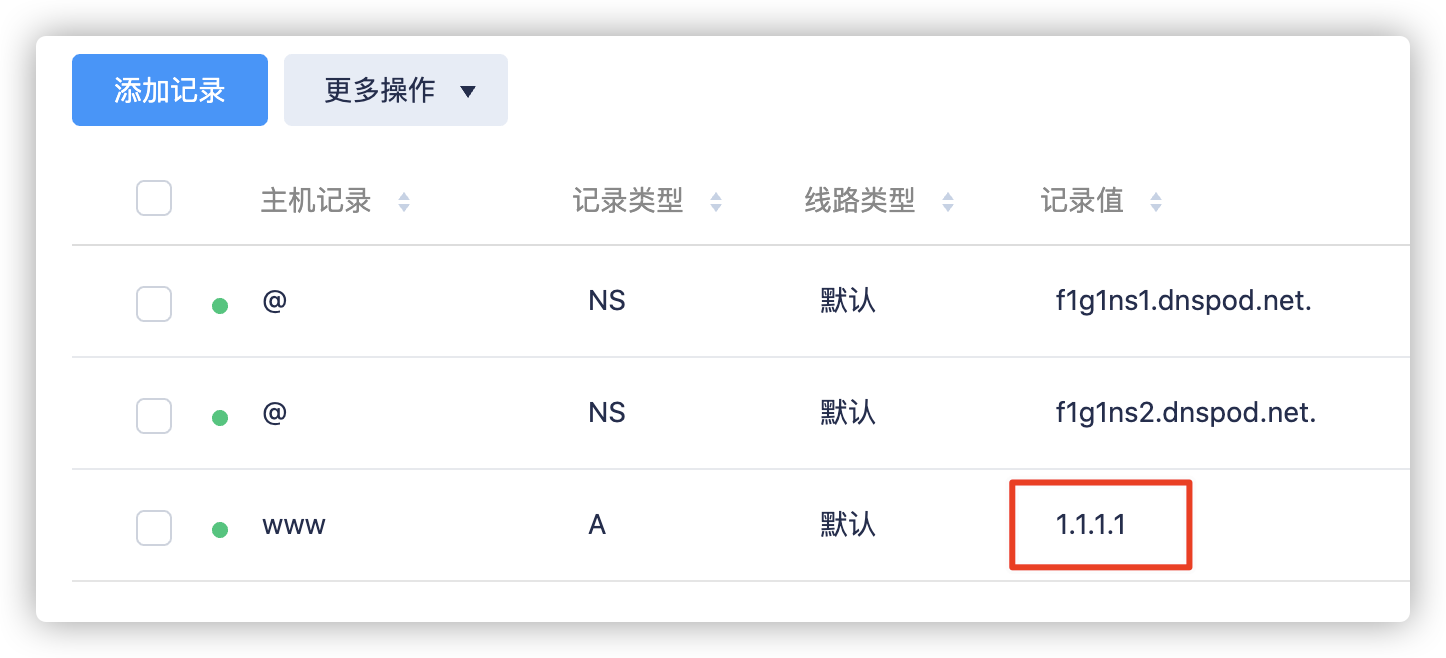 添加记录 更多操作
主机记录 记录类型 线路类型 记录值
@ NS 默认 f1g1ns1.dnspod.net.
@ NS 默认 f1g1ns2.dnspod.net.
www A 默认 1.1.1.1